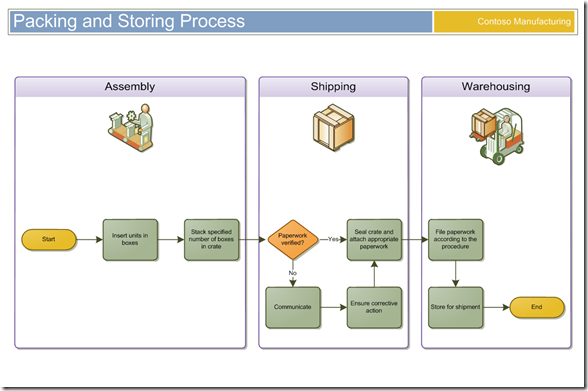 Packing and Storing Process
Contoso Manufacturing
Assembly
Shipping
Warehousing
Start
Insert units in
boxes
Stack specified
number of boxes
in crate
Paperwork
verified?
Yes
No
Seal crate and
attach appropriate
paperwork
Communicate
Ensure corrective
action
File paperwork
according to the
procedure
Store for shipment
End